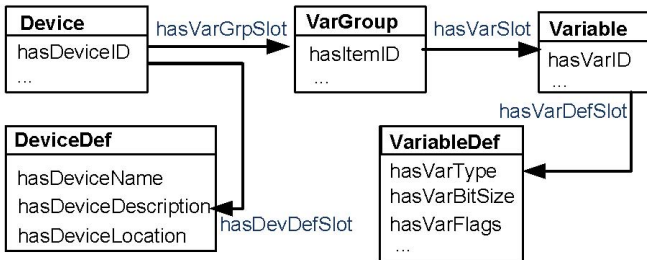 Device
hasDeviceID
...
hasVarGrpSlot
VarGroup
hasItemID
...
hasVarSlot
Variable
hasVarID
...
hasVarDefSlot
DeviceDef
hasDeviceName
hasDeviceDescription
hasDeviceLocation
hasDevDefSlot
VariableDef
hasVarType
hasVarBitSize
hasVarFlags
...